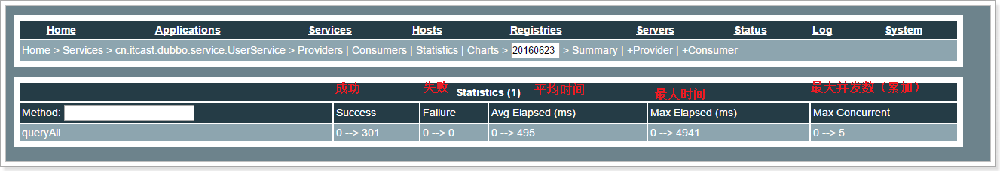 Home Applications Services Hosts Registries Servers Status Log System
Home > Services > cn.itcast.dubbo.service.UserService > Providers | Consumers | Statistics | Charts > 20160623 > Summary | +Provider | +Consumer
成功 失败 平均时间 最大时间 最大并发数（累加）
Statistics (1)
Method: Success Failure Avg Elapsed (ms) Max Elapsed (ms) Max Concurrent
queryAll 0 --> 301 0 --> 0 0 --> 495 0 --> 4941 0 --> 5